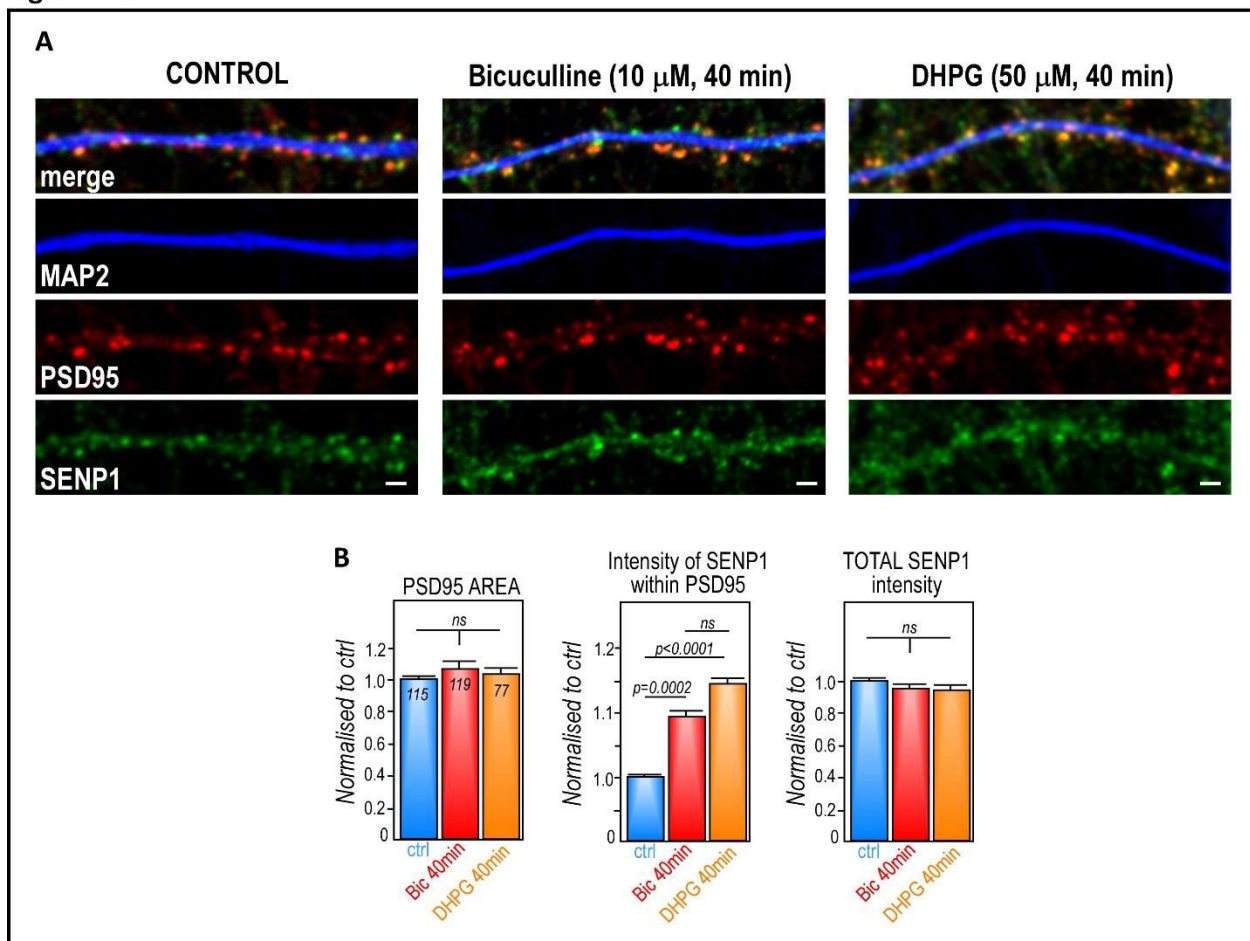 g
A
CONTROL
Bicuculline (10 μM, 40 min)
DHPG (50 μM, 40 min)
merge
MAP2
PSD95
SENP1
B
PSD95 AREA
Normalised to ctrl
1.2
1.0
0.8
0.6
0.4
0.2
0
ns
115
119
77
ctrl
Bic 40min
DHPG 40min
Intensity of SENP1
within PSD95
Normalised to ctrl
1.2
1.1
1.0
0
ns
p<0.0001
p=0.0002
ctrl
Bic 40min
DHPG 40min
TOTAL SENP1
intensity
Normalised to ctrl
1.0
0.8
0.6
0.4
0.2
0
ns
ctrl
Bic 40min
DHPG 40min